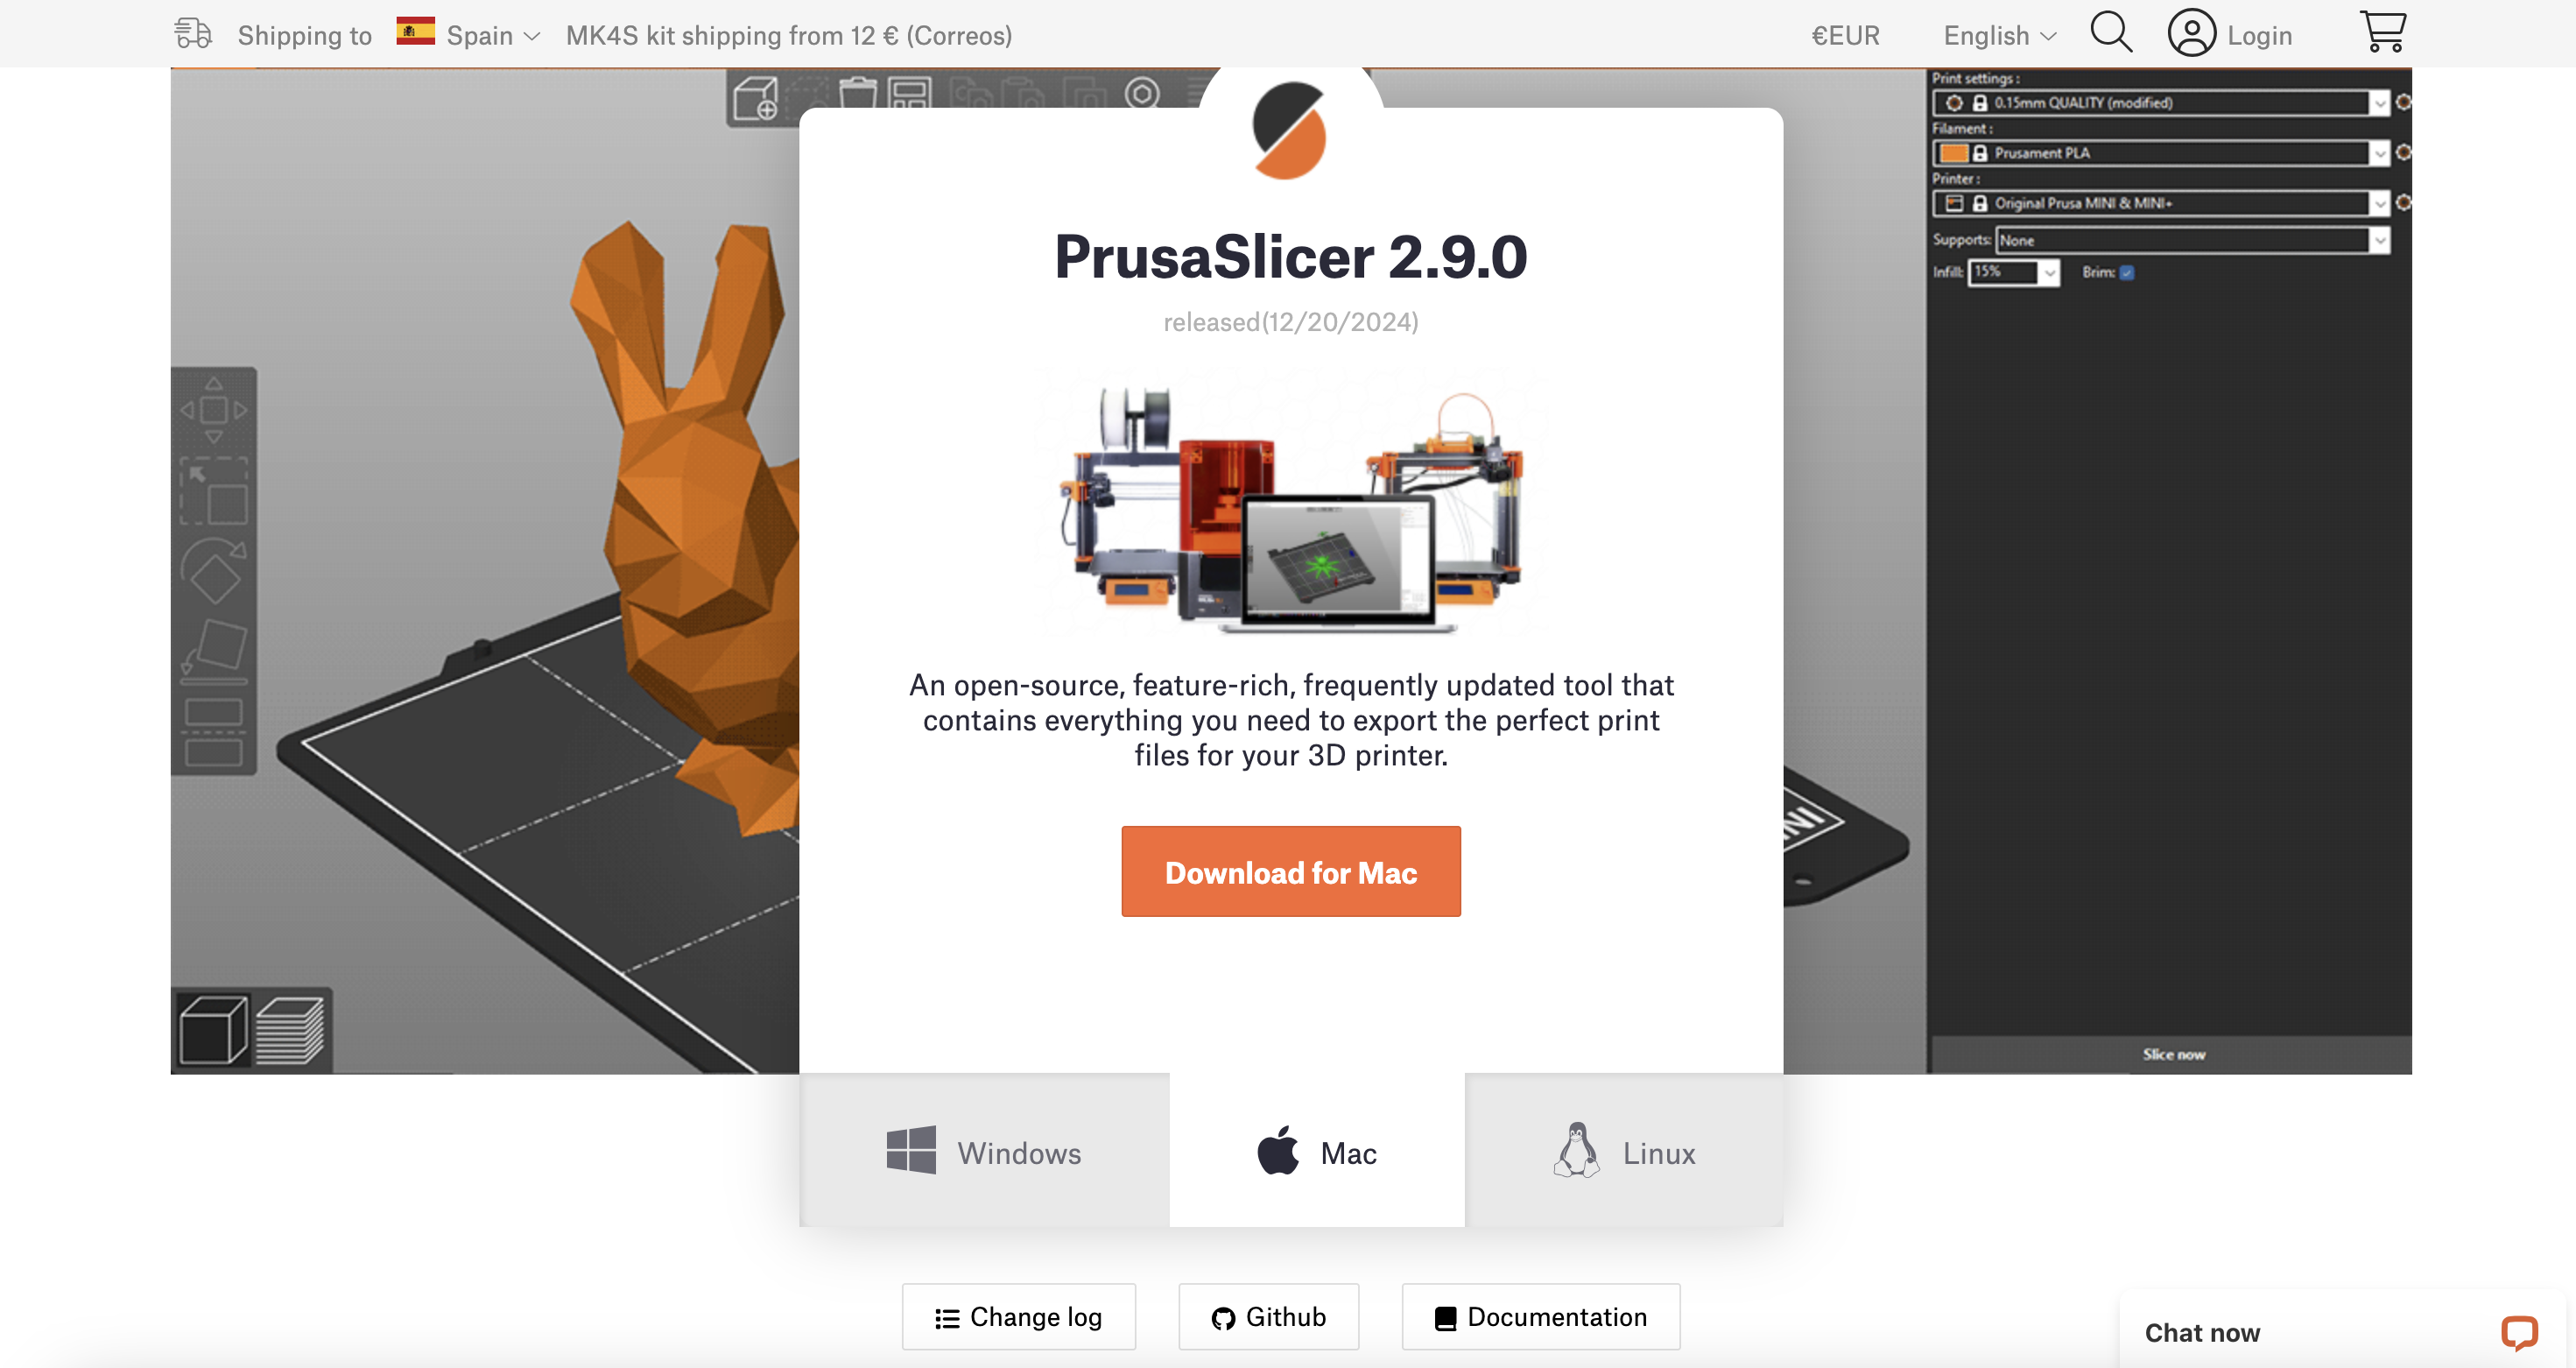 Shipping to Spain MK4S kit shipping from 12 € (Correos) €EUR English Login
Print settings :
0.15mm QUALITY (modified)
Filament :
Prusament PLA
Printer :
Original Prusa MINI & MINI+
Supports: None
Infill: 15% Brim:
PrusaSlicer 2.9.0
released(12/20/2024)
An open-source, feature-rich, frequently updated tool that
contains everything you need to export the perfect print
files for your 3D printer.
Download for Mac
Slice now
Windows Mac Linux
Change log Github Documentation
Chat now